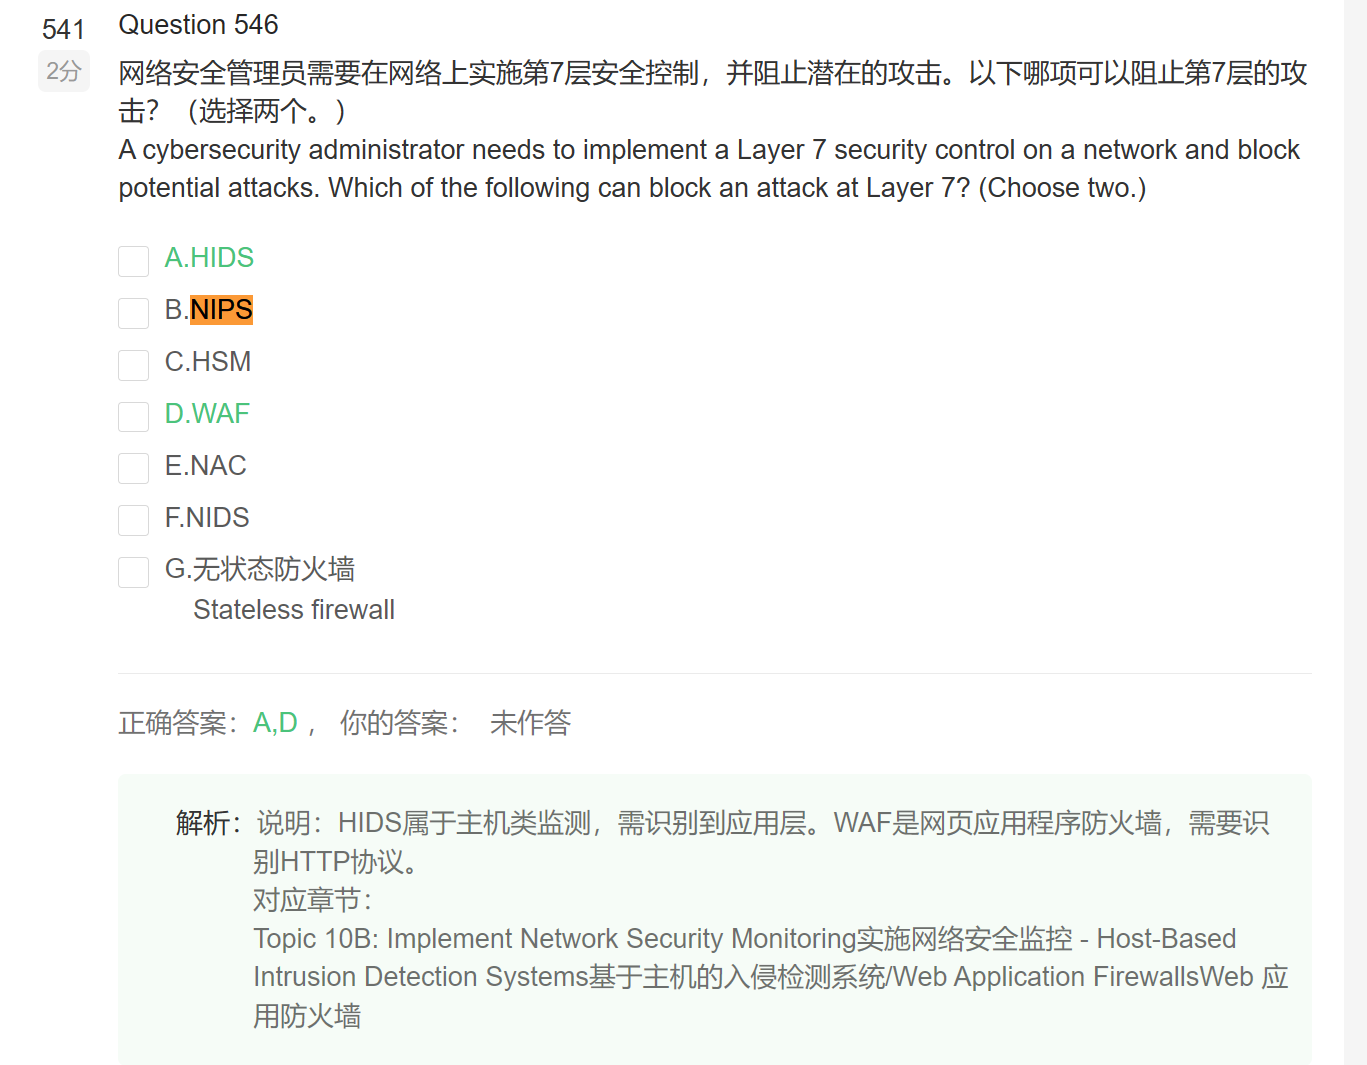 541
Question 546
2分
网络安全管理员需要在网络上实施第7层安全控制，并阻止潜在的攻击。以下哪项可以阻止第7层的攻
击？（选择两个。）
A cybersecurity administrator needs to implement a Layer 7 security control on a network and block
potential attacks. Which of the following can block an attack at Layer 7? (Choose two.)
A.HIDS
B.NIPS
C.HSM
D.WAF
E.NAC
F.NIDS
G.无状态防火墙
Stateless firewall
正确答案：A,D， 你的答案： 未作答
解析：说明：HIDS属于主机类监测，需识别到应用层。WAF是网页应用程序防火墙，需要识
别HTTP协议。
对应章节：
Topic 10B: Implement Network Security Monitoring实施网络安全监控 - Host-Based
Intrusion Detection Systems基于主机的入侵检测系统/Web Application FirewallsWeb 应
用防火墙